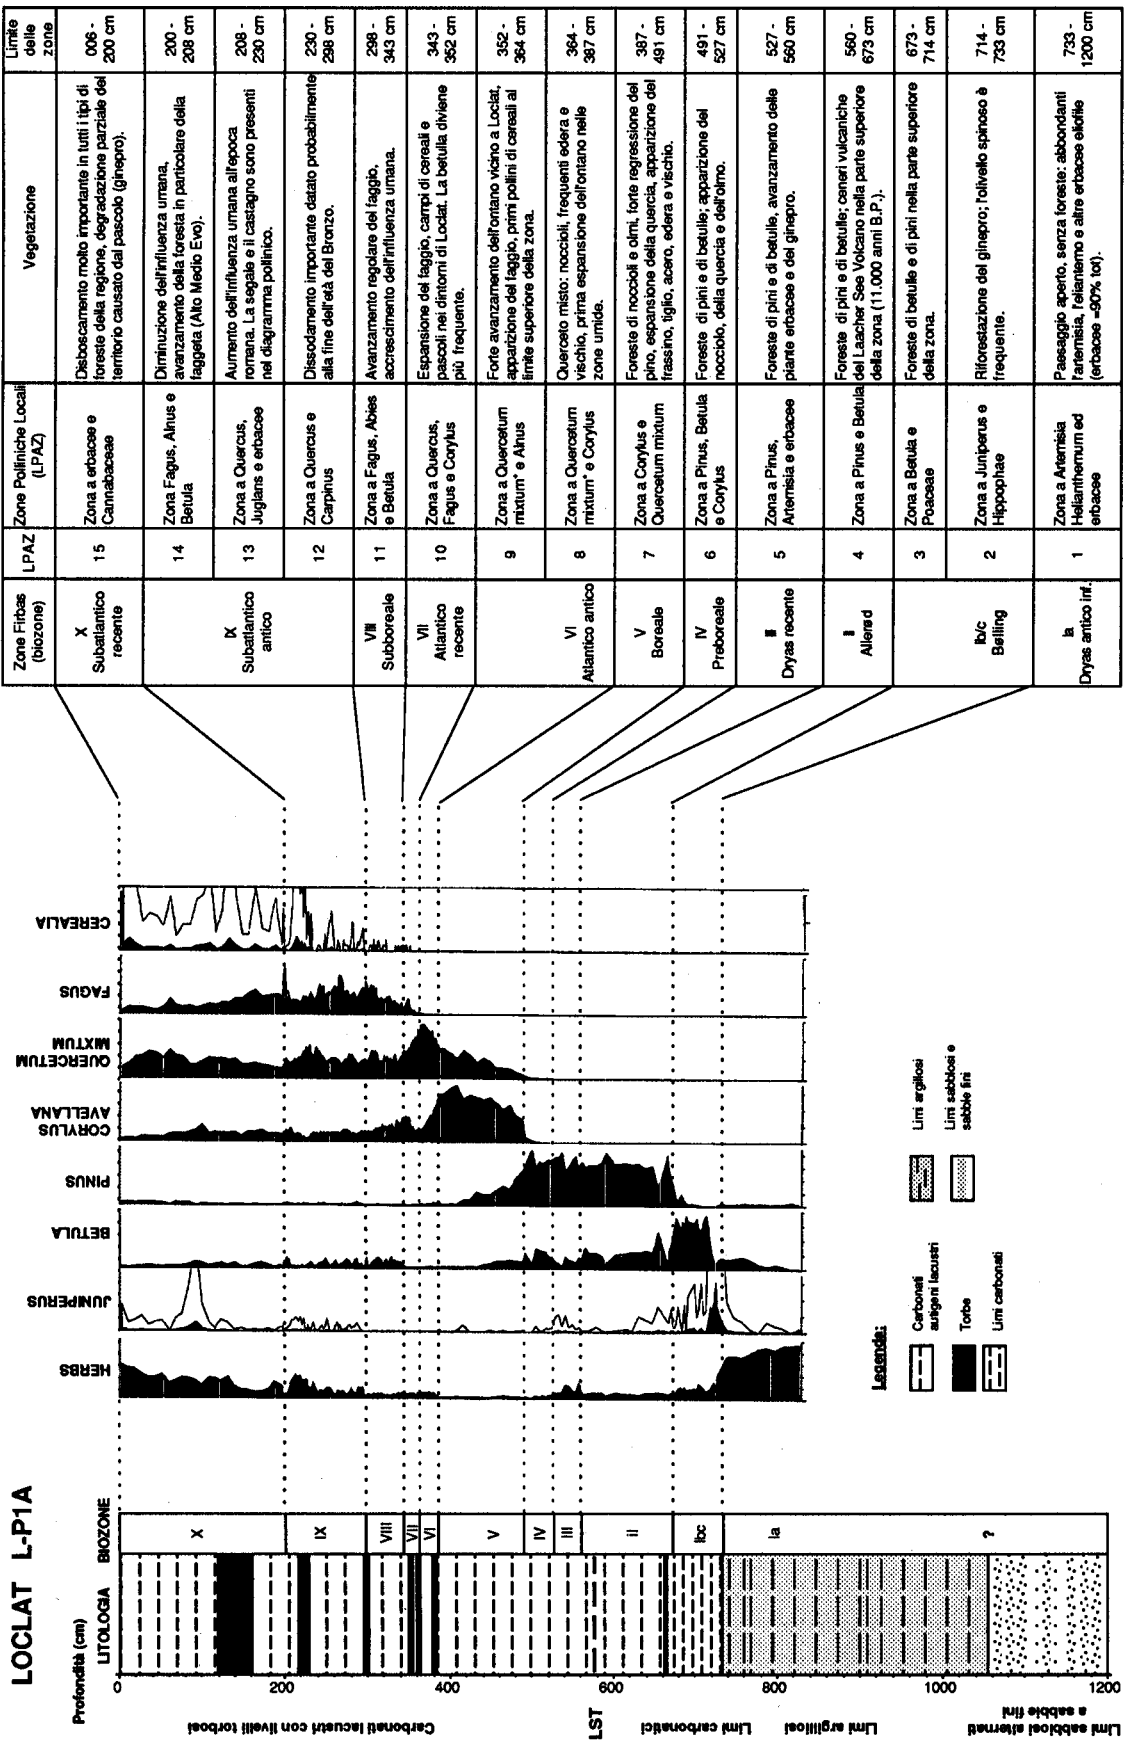 LOCLAT L-P1A
Profondità (cm)
LITOLOGIA
BIOZONE
0
200
400
600
800
1000
1200
X
IX
VIII
VII
VI
V
IV
III
II
Ibc
Ia
?
Carbonati lacustri con livelli torbosi
LST
Limi carbonatici
Limi argillosi
Limi sabbiosi alternati
a sabbie fini
HERBS
JUNIPERUS
BETULA
PINUS
CORYLUS
AVELLANA
QUERCETUM
MIXTUM
FAGUS
CEREALIA
Legenda:
Carbonati
autigeni lacustri
Torbe
Limi carbonati
Limi argillosi
Limi sabbiosi e
sabbie fini
Zone Firbas
(biozone)
LPAZ
Zone Polliniche Locali
(LPAZ)
Vegetazione
Limite
delle
zone
X
Subatlantico
recente
15
Zona a erbacee e
Cannabaceae
Disboscamento molto importante in tutti i tipi di
foreste della regione, degradazione parziale del
territorio causato dal pascolo (ginepro).
006 -
200 cm
IX
Subatlantico
antico
14
Zona Fagus, Alnus e
Betula
Diminuzione dell'influenza umana,
avanzamento della foresta in particolare della
faggeta (Alto Medio Evo).
200 -
208 cm
13
Zona a Quercus,
Juglans e erbacee
Aumento dell'influenza umana all'epoca
romana. La segale e il castagno sono presenti
nel diagramma pollinico.
208 -
230 cm
12
Zona a Quercus e
Carpinus
Dissodamento importante datato probabilmente
alla fine dell'età del Bronzo.
230 -
298 cm
VIII
Subboreale
11
Zona a Fagus, Abies
e Betula
Avanzamento regolare del faggio,
accrescimento dell'influenza umana.
298 -
343 cm
VII
Atlantico
recente
10
Zona a Quercus,
Fagus e Corylus
Espansione del faggio, campi di cereali e
pascoli nei dintorni di Loclat. La betulla diviene
più frequente.
343 -
352 cm
VI
Atlantico antico
9
Zona a Quercetum
mixtum* e Alnus
Forte avanzamento dell'ontano vicino a Loclat,
apparizione del faggio, primi pollini di cereali al
limite superiore della zona.
352 -
364 cm
8
Zona a Quercetum
mixtum* e Corylus
Querceto misto: noccioli, frequenti edera e
vischio, prima espansione dell'ontano nelle
zone umide.
364 -
387 cm
V
Boreale
7
Zona a Corylus e
Quercetum mixtum
Foreste di noccioli e olmi, forte regressione del
pino, espansione della quercia, apparizione del
frassino, tiglio, acero, edera e vischio.
387 -
491 cm
IV
Preboreale
6
Zona a Pinus, Betula
e Corylus
Foreste di pini e di betulle; apparizione del
nocciolo, della quercia e dell'olmo.
491 -
527 cm
III
Dryas recente
5
Zona a Pinus,
Artemisia e erbacee
Foreste di pini e di betulle, avanzamento delle
piante erbacee e del ginepro.
527 -
560 cm
II
Allerød
4
Zona a Pinus e Betula
Foreste di pini e di betulle; ceneri vulcaniche
del Laacher See Volcano nella parte superiore
della zona (11.000 anni B.P.).
560 -
673 cm
Ib/c
Bølling
3
Zona a Betula e
Poaceae
Foreste di betulle e di pini nella parte superiore
della zona.
673 -
714 cm
2
Zona a Juniperus e
Hippophae
Riforestazione del ginepro; l'olivello spinoso è
frequente.
714 -
733 cm
Ia
Dryas antico inf.
1
Zona a Artemisia
Helianthemum ed
erbacee
Paesaggio aperto, senza foreste: abbondanti
l'artemisia, l'eliantemo e altre erbacee eliofile
(erbacee =90% tot).
733 -
1200 cm